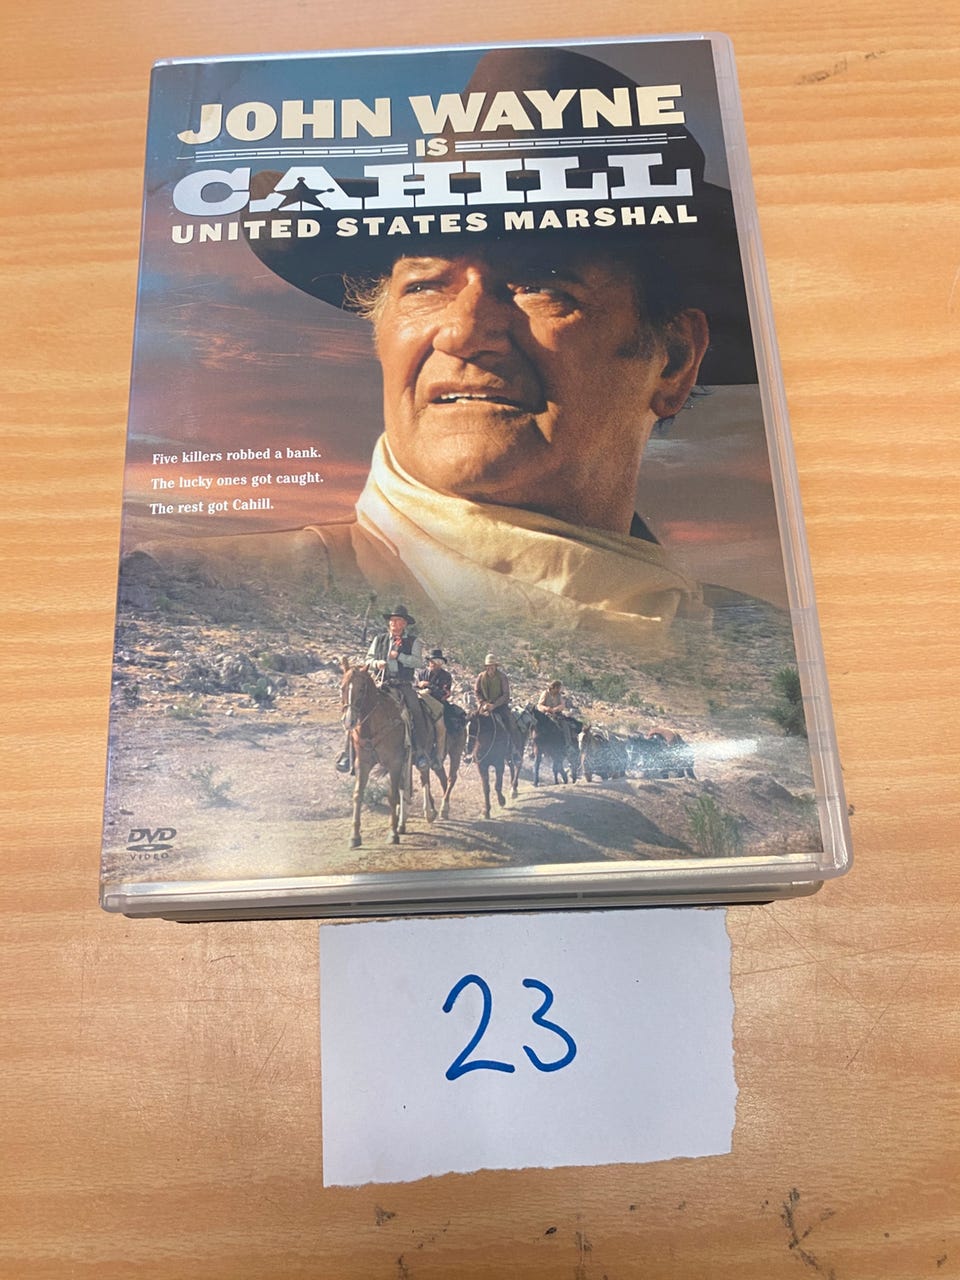 JOHN WAYNE
IS
CAHILL
UNITED STATES MARSHAL
Five killers robbed a bank.
The lucky ones got caught.
The rest got Cahill.
DVD
VIDEO
23